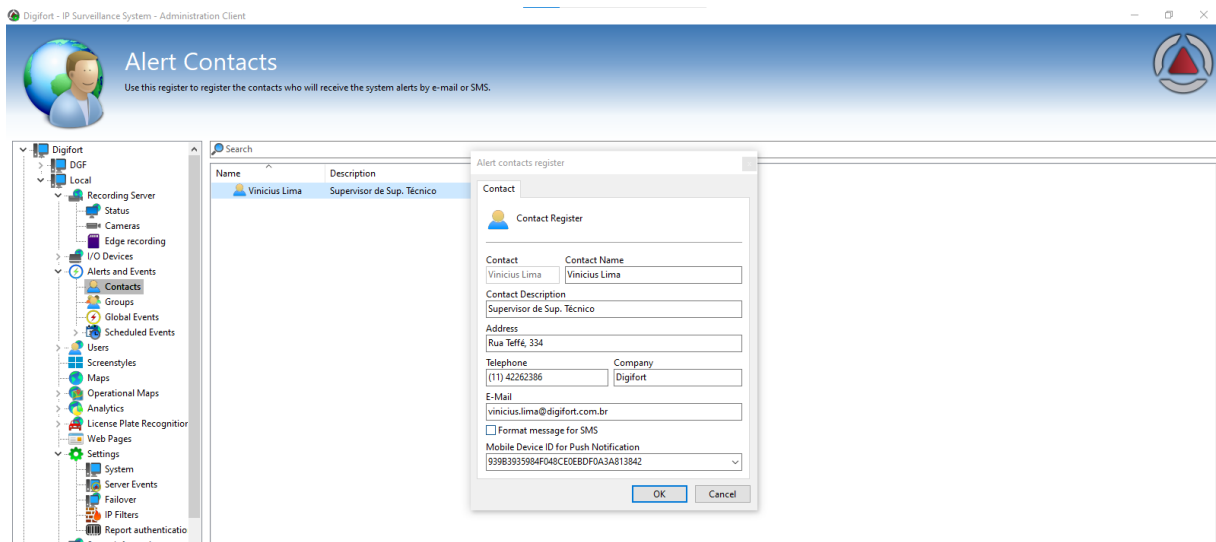 Digifort - IP Surveillance System - Administration Client
Alert Contacts
Use this register to register the contacts who will receive the system alerts by e-mail or SMS.
Digifort
DGF
Local
Recording Server
Status
Cameras
Edge recording
I/O Devices
Alerts and Events
Contacts
Groups
Global Events
Scheduled Events
Users
Screenstyles
Maps
Operational Maps
Analytics
License Plate Recognitior
Web Pages
Settings
System
Server Events
Failover
IP Filters
Report authenticatio
Search
Name Description
Vinicius Lima Supervisor de Sup. Técnico
Alert contacts register
Contact
Contact Register
Contact Contact Name
Vinicius Lima Vinicius Lima
Contact Description
Supervisor de Sup. Técnico
Address
Rua Teffé, 334
Telephone Company
(11) 42262386 Digifort
E-Mail
vinicius.lima@digifort.com.br
Format message for SMS
Mobile Device ID for Push Notification
939B3935984F048CE0EBDF0A3A813842
OK Cancel